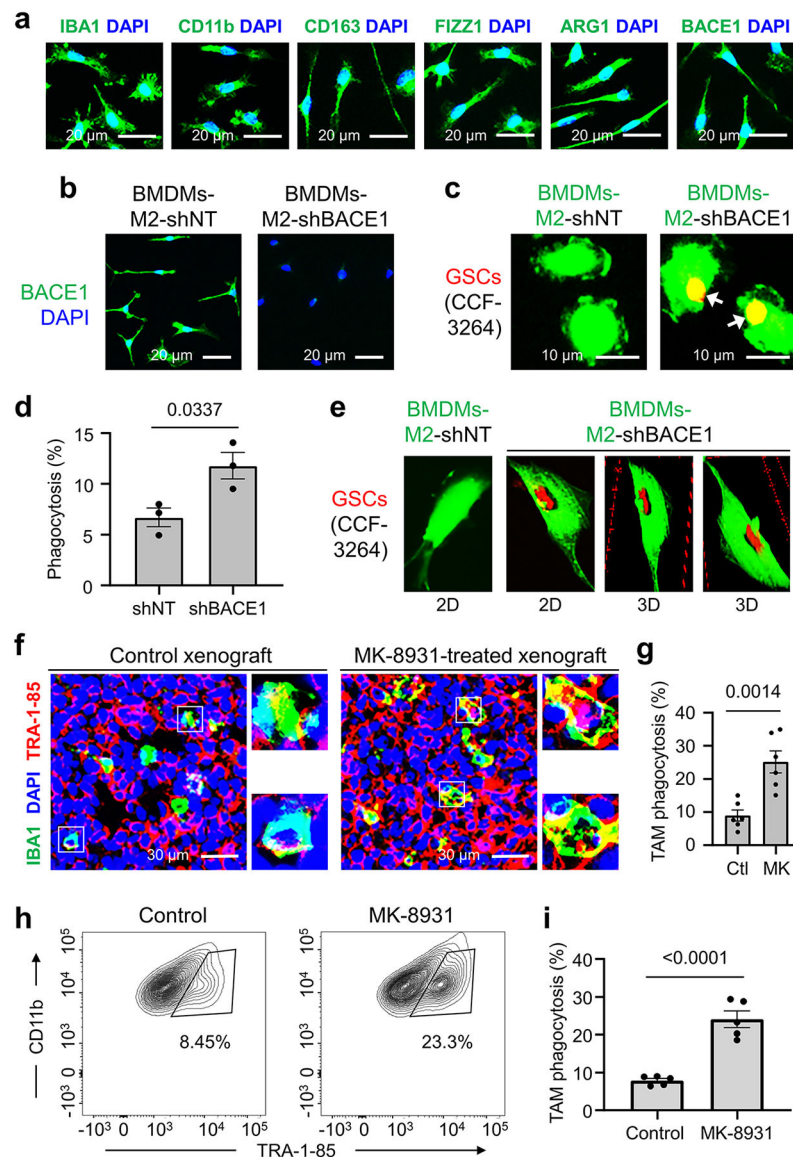 a
IBA1 DAPI
CD11b DAPI
CD163 DAPI
FIZZ1 DAPI
ARG1 DAPI
BACE1 DAPI
20 μm
20 μm
20 μm
20 μm
20 μm
20 μm
b
BMDMs-
M2-shNT
BMDMs-
M2-shBACE1
BACE1
DAPI
20 μm
20 μm
c
BMDMs-
M2-shNT
BMDMs-
M2-shBACE1
GSCs
(CCF-
3264)
10 μm
10 μm
d
0.0337
Phagocytosis (%)
15
10
5
0
shNT
shBACE1
e
BMDMs-
M2-shNT
BMDMs-
M2-shBACE1
GSCs
(CCF-
3264)
2D
2D
3D
3D
f
Control xenograft
MK-8931-treated xenograft
IBA1 DAPI TRA-1-85
30 μm
30 μm
g
0.0014
TAM phagocytosis (%)
40
30
20
10
0
Ctl
MK
h
Control
MK-8931
CD11b
10⁵
10⁴
10³
0
-10³
8.45%
-10³ 0 10³ 10⁴ 10⁵
10⁵
10⁴
10³
0
-10³
23.3%
-10³ 0 10³ 10⁴ 10⁵
TRA-1-85
i
<0.0001
TAM phagocytosis (%)
40
30
20
10
0
Control
MK-8931